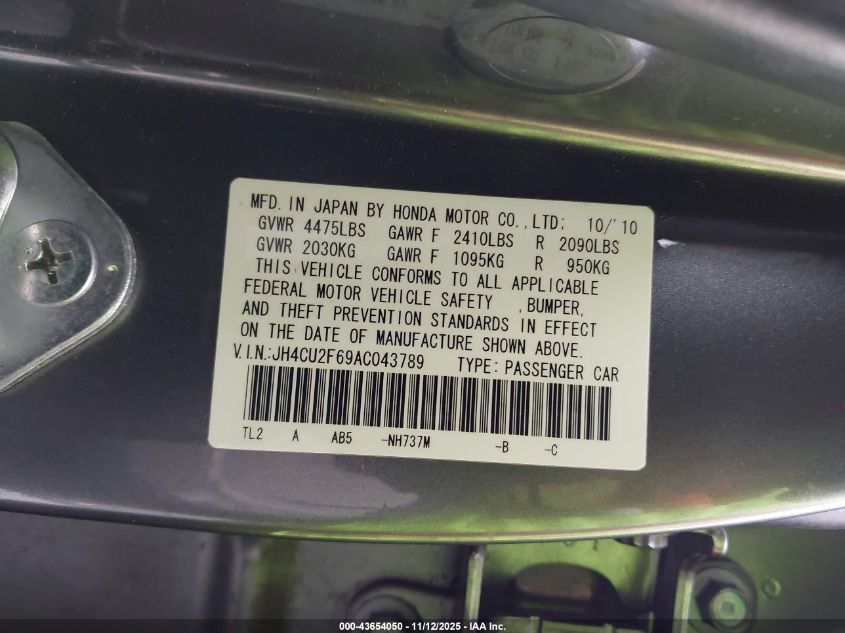 MFD. IN JAPAN BY HONDA MOTOR CO.,LTD: 10/'10
GVWR 4475LBS GAWR F 2410LBS R 2090LBS
GVWR 2030KG GAWR F 1095KG R 950KG
THIS VEHICLE CONFORMS TO ALL APPLICABLE
FEDERAL MOTOR VEHICLE SAFETY ,BUMPER,
AND THEFT PREVENTION STANDARDS IN EFFECT
ON THE DATE OF MANUFACTURE SHOWN ABOVE.
V.I.N.:JH4CU2F69AC043789 TYPE: PASSENGER CAR
TL2 A AB5 -NH737M -B -C
000-43654050 - 11/12/2025 - IAA Inc.